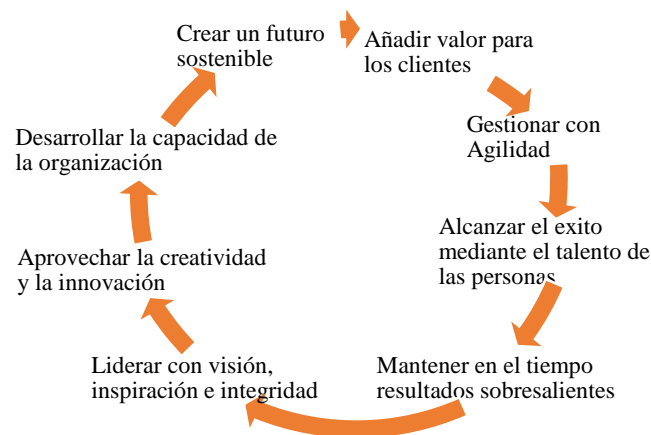 Crear un futuro
sostenible
Añadir valor para
los clientes
Gestionar con
Agilidad
Alcanzar el exito
mediante el talento de
las personas
Mantener en el tiempo
resultados sobresalientes
Liderar con visión,
inspiración e integridad
Aprovechar la creatividad
y la innovación
Desarrollar la capacidad de
la organización